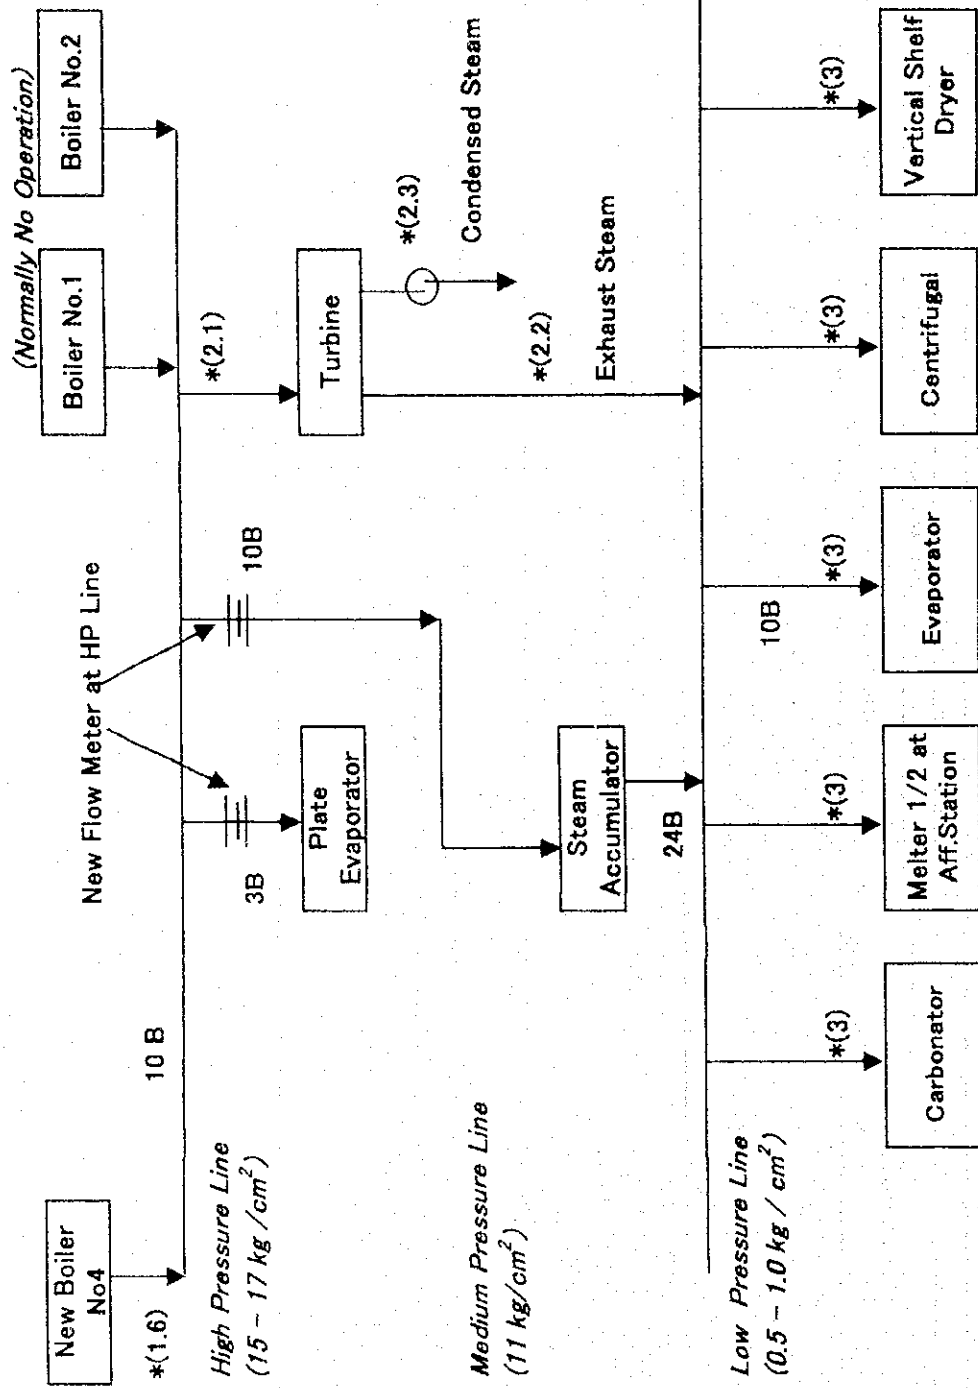 (Normally No Operation)
New Boiler
No4
Boiler No.1
Boiler No.2
*(1.6)
10 B
New Flow Meter at HP Line
High Pressure Line
(15 - 17 kg/cm²)
3B
10B
*(2.1)
Plate
Evaporator
Turbine
*(2.3)
Condensed Steam
Medium Pressure Line
(11 kg/cm²)
*(2.2)
Steam
Accumulator
Exhaust Steam
24B
Low Pressure Line
(0.5 - 1.0 kg / cm²)
10B
*(3)
*(3)
*(3)
*(3)
*(3)
Carbonator
Melter 1/2 at
Aff.Station
Evaporator
Centrifugal
Vertical Shelf
Dryer